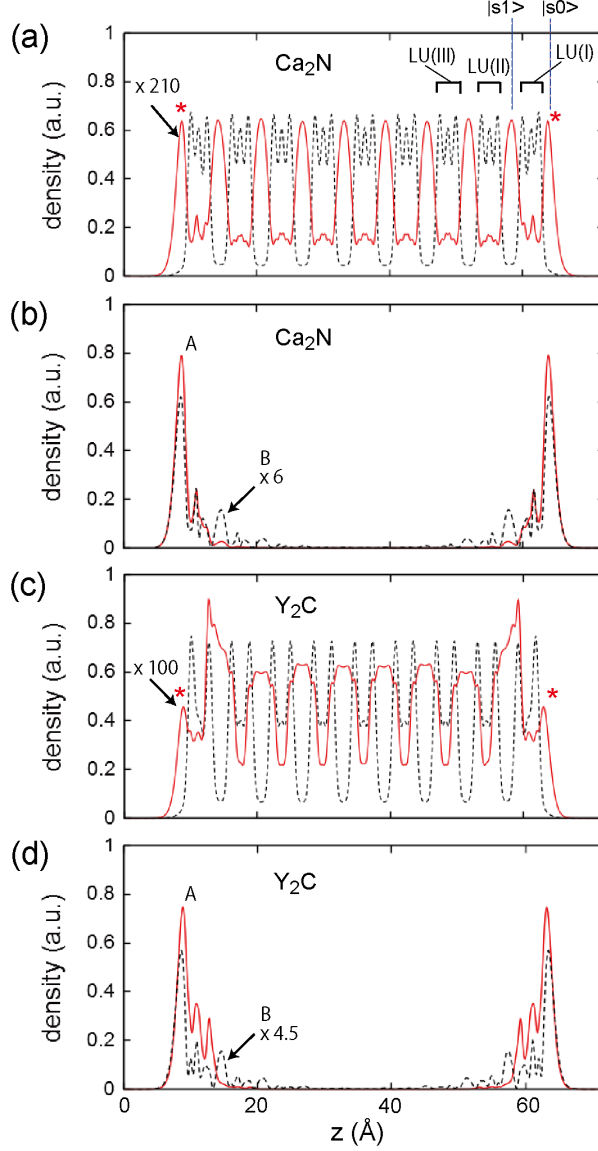 |s1> |s0>
(a)
LU(III) LU(II) LU(I)
Ca2N
x 210
* *
density (a.u.)
1
0.8
0.6
0.4
0.2
0
(b)
Ca2N
A
B
x 6
density (a.u.)
1
0.8
0.6
0.4
0.2
0
(c)
Y2C
x 100
* *
density (a.u.)
1
0.8
0.6
0.4
0.2
0
(d)
Y2C
A
B
x 4.5
density (a.u.)
1
0.8
0.6
0.4
0.2
0
0 20 40 60
z (Å)